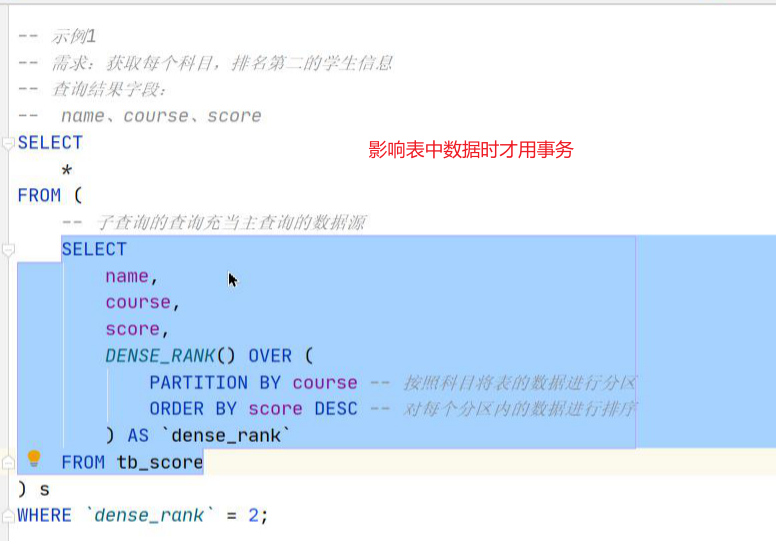 -- 示例1
-- 需求：获取每个科目，排名第二的学生信息
-- 查询结果字段：
--  name、course、score
SELECT
影响表中数据时才用事务
    *
FROM (
    -- 子查询的查询充当主查询的数据源
    SELECT
        name,
        course,
        score,
        DENSE_RANK() OVER (
            PARTITION BY course -- 按照科目将表的数据进行分区
            ORDER BY score DESC -- 对每个分区内的数据进行排序
        ) AS `dense_rank`
    FROM tb_score
) s
WHERE `dense_rank` = 2;